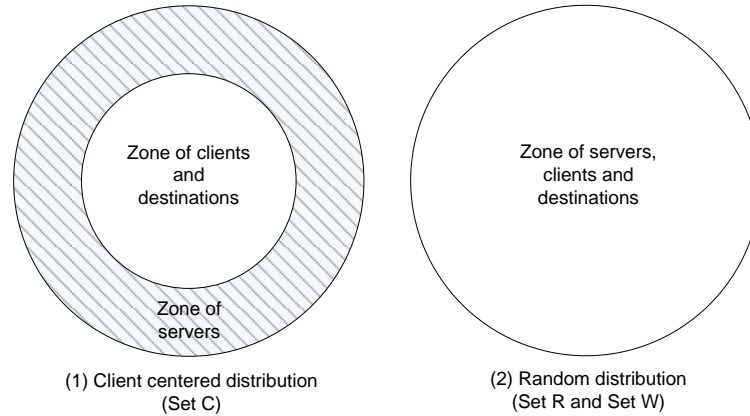 Zone of clients
and
destinations
Zone of
servers
(1) Client centered distribution
(Set C)
Zone of servers,
clients and
destinations
(2) Random distribution
(Set R and Set W)